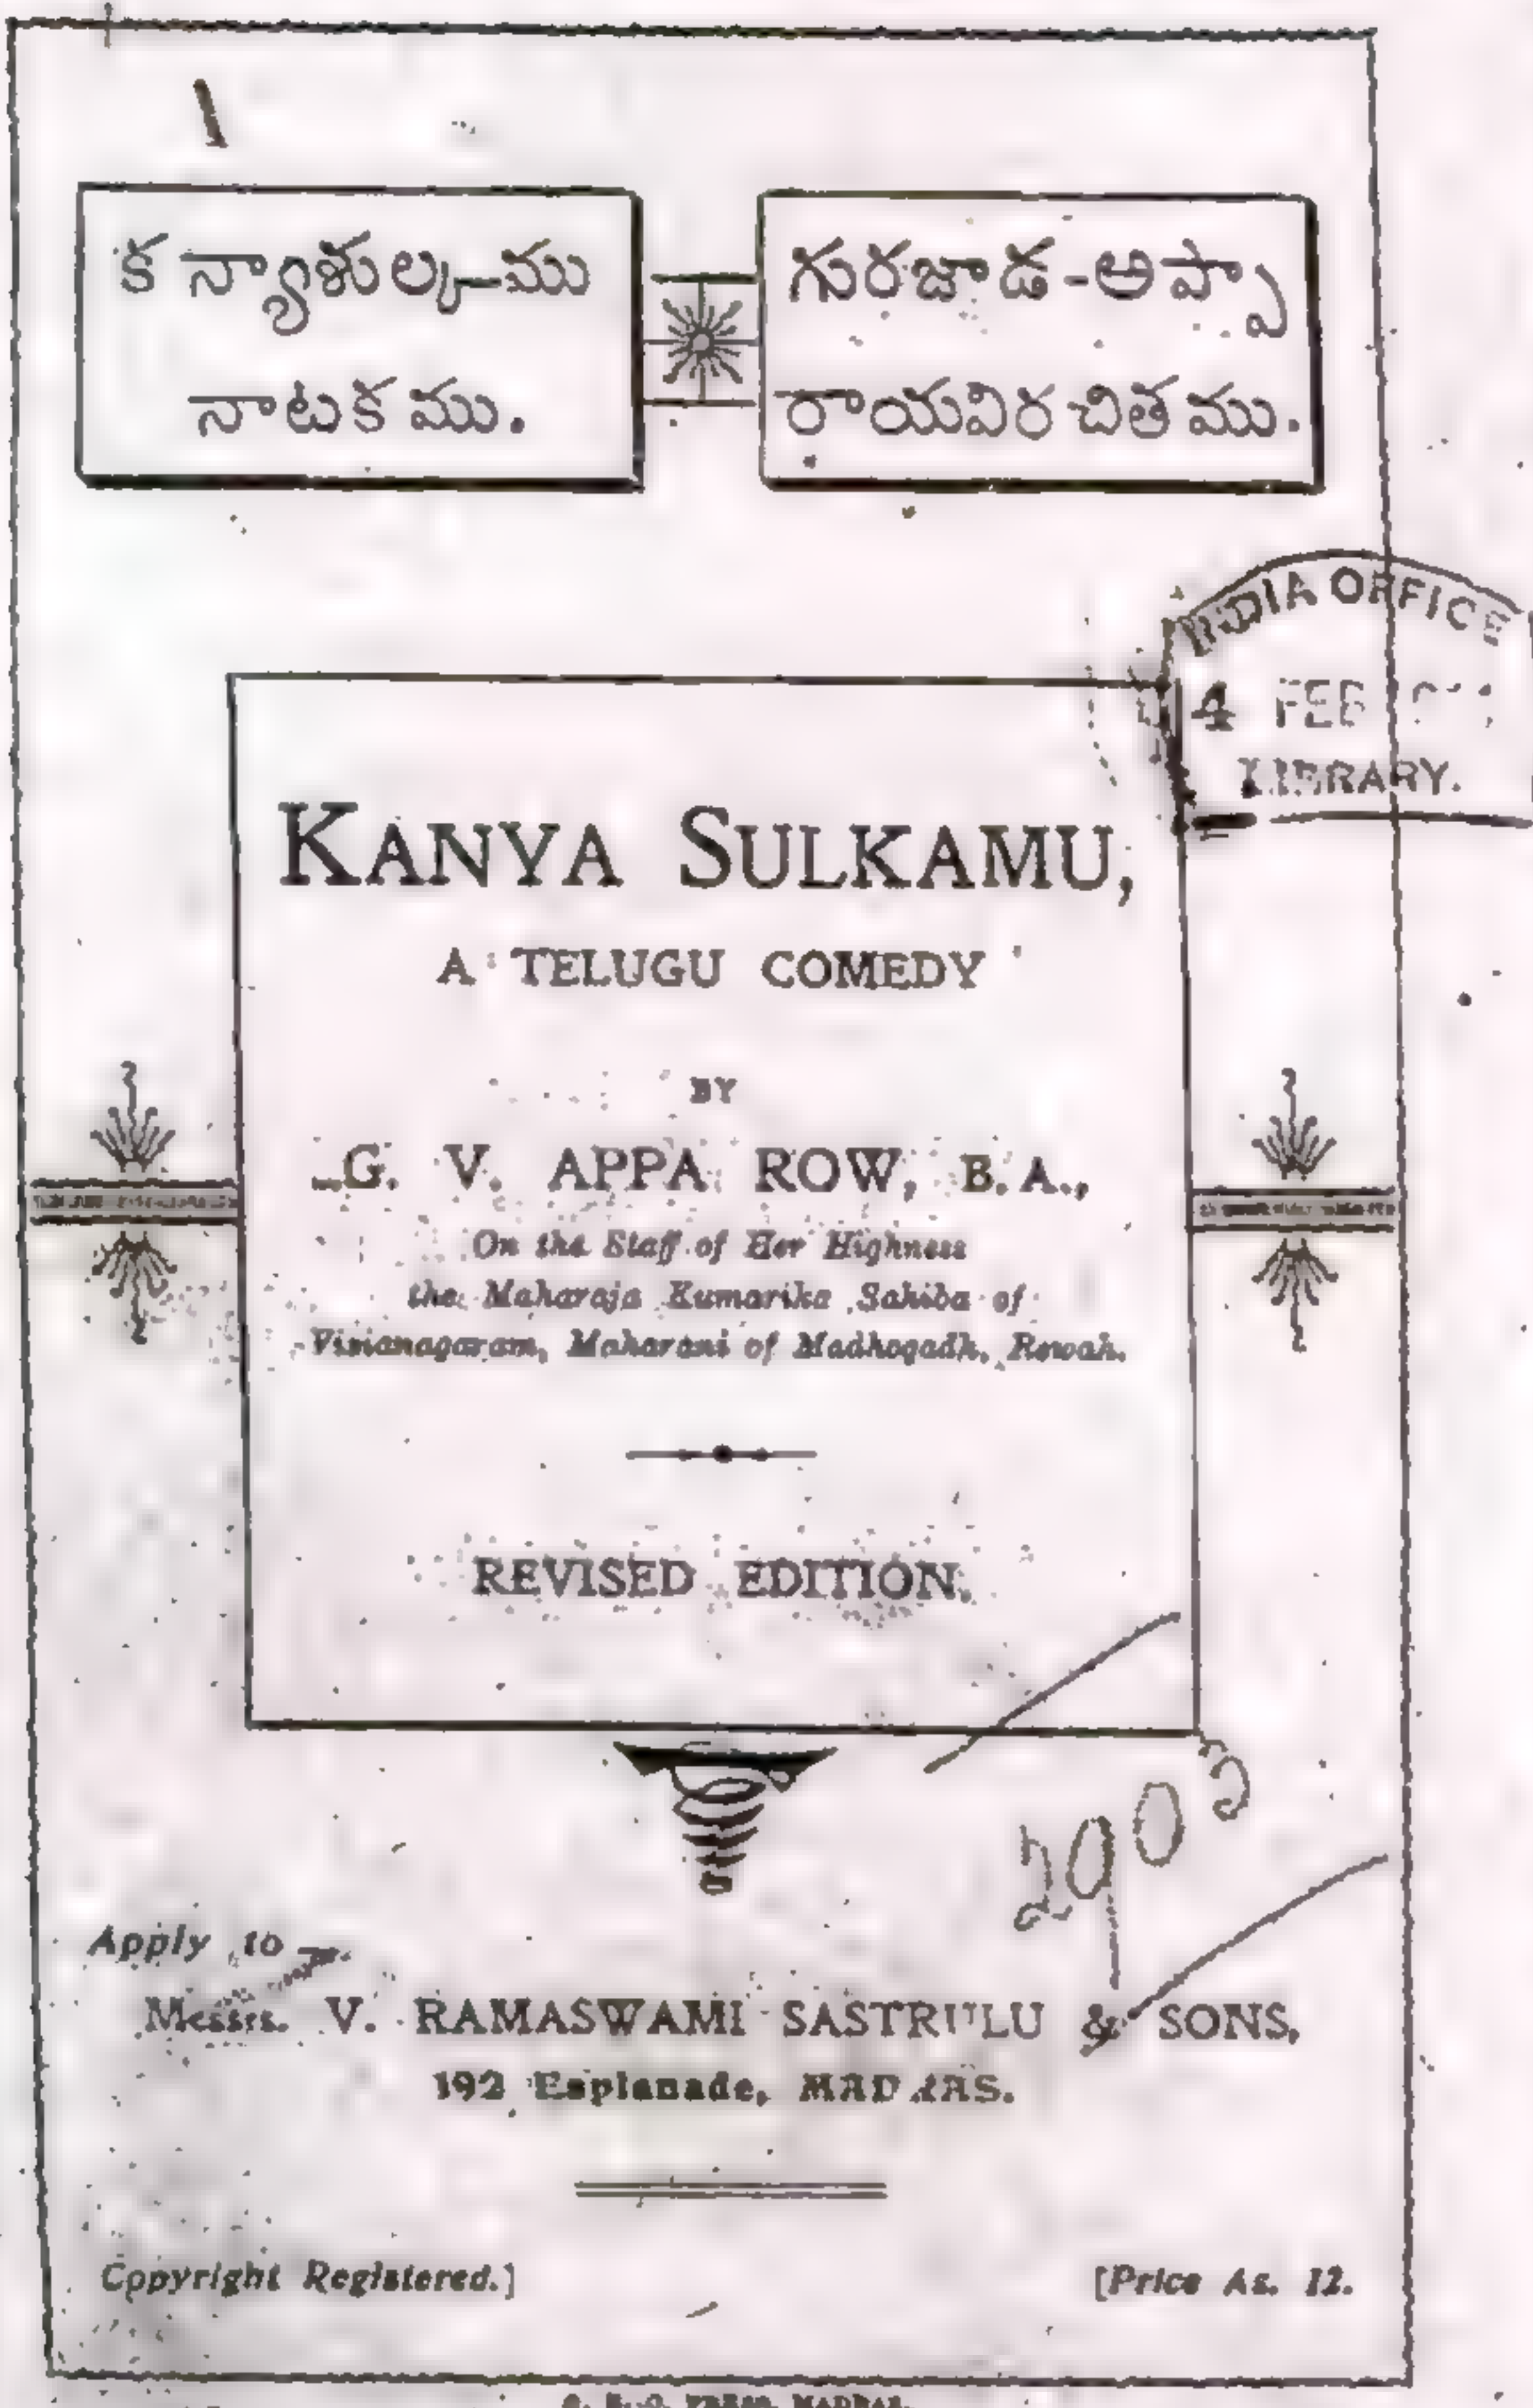 కన్యాశుల్కము
నాటకము.
గురజాడ-అప్పా
రాయవిరచితము.
INDIA OFFICE
4 FEB
LIBRARY.
KANYA SULKAMU,
A TELUGU COMEDY
BY
G. V. APPA ROW, B.A.,
On the Staff of Her Highness
the Maharaja Kumarika Sahiba of
Vizianagaram, Maharani of Madhogadh, Rewah.
REVISED EDITION.
Apply to
Messrs. V. RAMASWAMI SASTRULU & SONS,
192 Esplanade, MADRAS.
Copyright Registered.]
[Price As. 12.
PRESS, MADRAS.